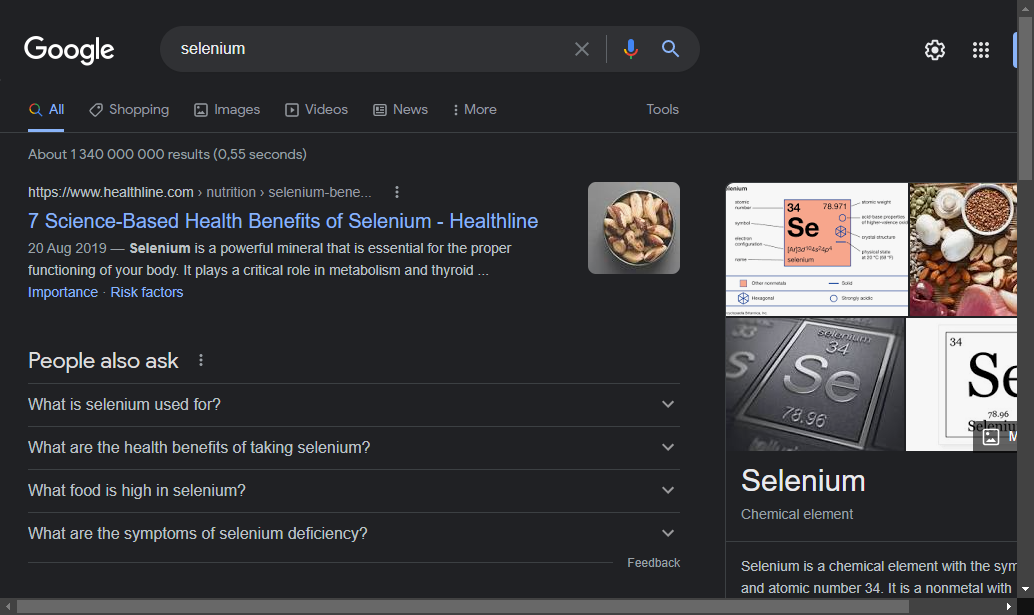 Google
selenium
All
Shopping
Images
Videos
News
More
Tools
About 1 340 000 000 results (0,55 seconds)
https://www.healthline.com › nutrition › selenium-bene...
7 Science-Based Health Benefits of Selenium - Healthline
20 Aug 2019 — Selenium is a powerful mineral that is essential for the proper
functioning of your body. It plays a critical role in metabolism and thyroid ...
Importance · Risk factors
People also ask
What is selenium used for?
What are the health benefits of taking selenium?
What food is high in selenium?
What are the symptoms of selenium deficiency?
Feedback
atomic number
symbol
electron configuration
name
34
78.971
Se
[Ar]3d¹⁰4s²4p⁴
selenium
atomic weight
acid-base properties
of higher-valence
crystal structure
physical state
at 20 °C (68 °F)
Other nonmetals
Solid
Hexagonal
Strongly acidic
selenium
34
Se
78.96
34
Se
78.96
Selenium
Selenium
Chemical element
Selenium is a chemical element with the
and atomic number 34. It is a nonmetal with